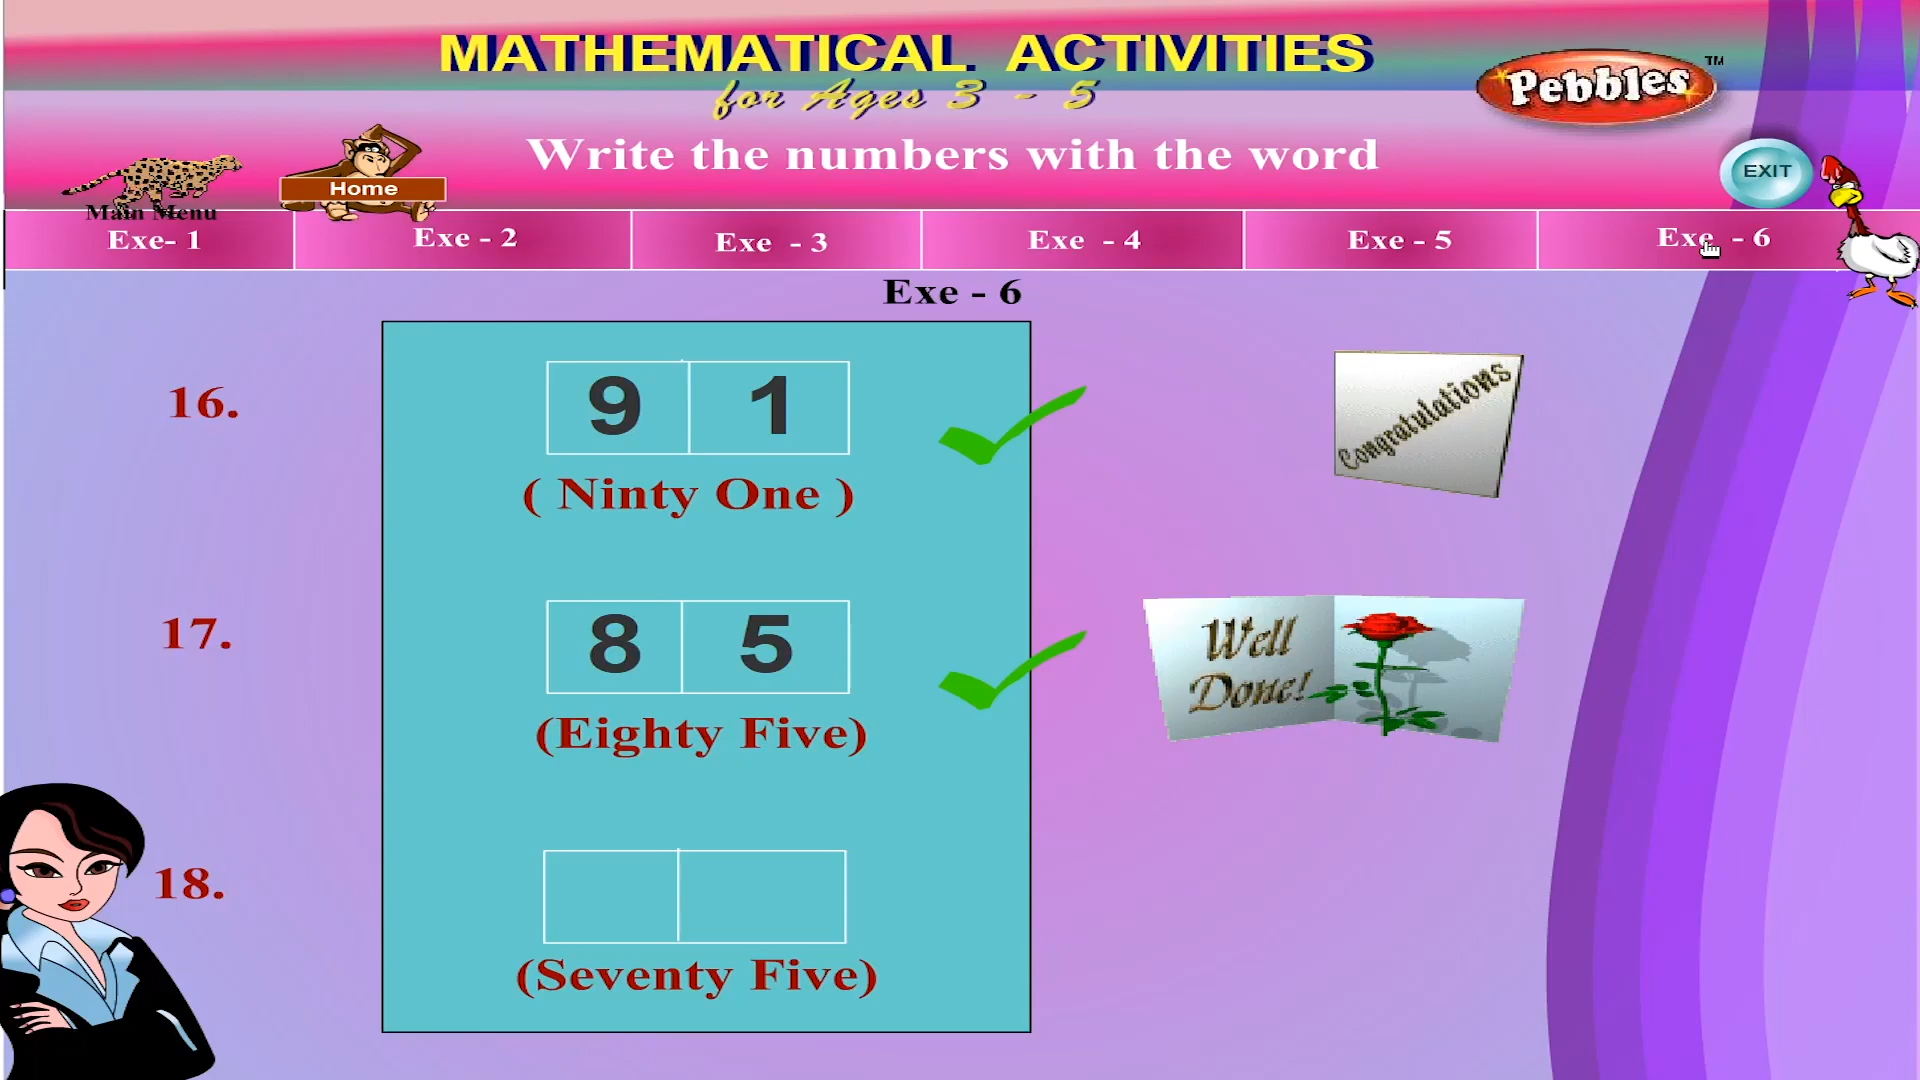 MATHEMATICAL ACTIVITIES
for Ages 3 - 5
Pebbles™
Write the numbers with the word
EXIT
Home
Main Menu
Exe- 1
Exe - 2
Exe - 3
Exe - 4
Exe - 5
Exe - 6
Exe - 6
16.
9 1
( Ninty One )
Congratulations
17.
8 5
(Eighty Five)
Well
Done!
18.
(Seventy Five)